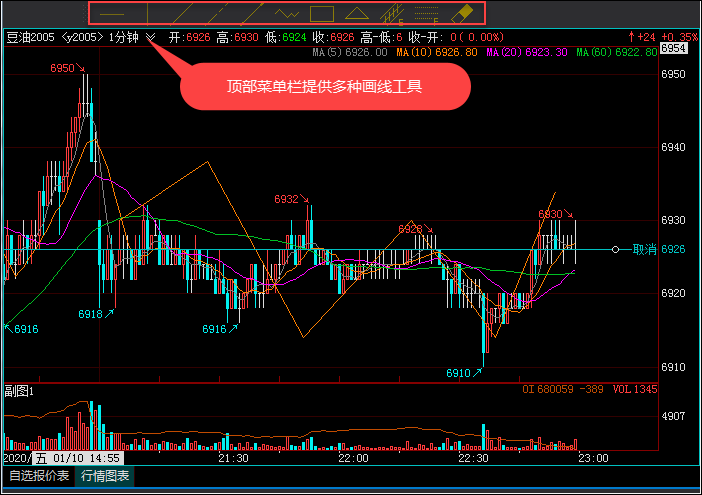 豆油2005 <y2005> 1分钟 开:6926 高:6930 低:6924 收:6926 高-低:6 收-开: 0( 0.00%) ↑+24 +0.35%
MA(5) 6926.00 MA(10) 6926.80 MA(20) 6923.30 MA(60) 6922.80 6954
顶部菜单栏提供多种画线工具
6950 6950
6940
6932
6930 6930
6928
取消 6926
6920
6918
6916 6916
6910
6910
副图1 OI 680059 -389 VOL 1345
4907
2020/ 五 01/10 14:55 21:30 22:00 22:30 23:00
自选报价表 行情图表